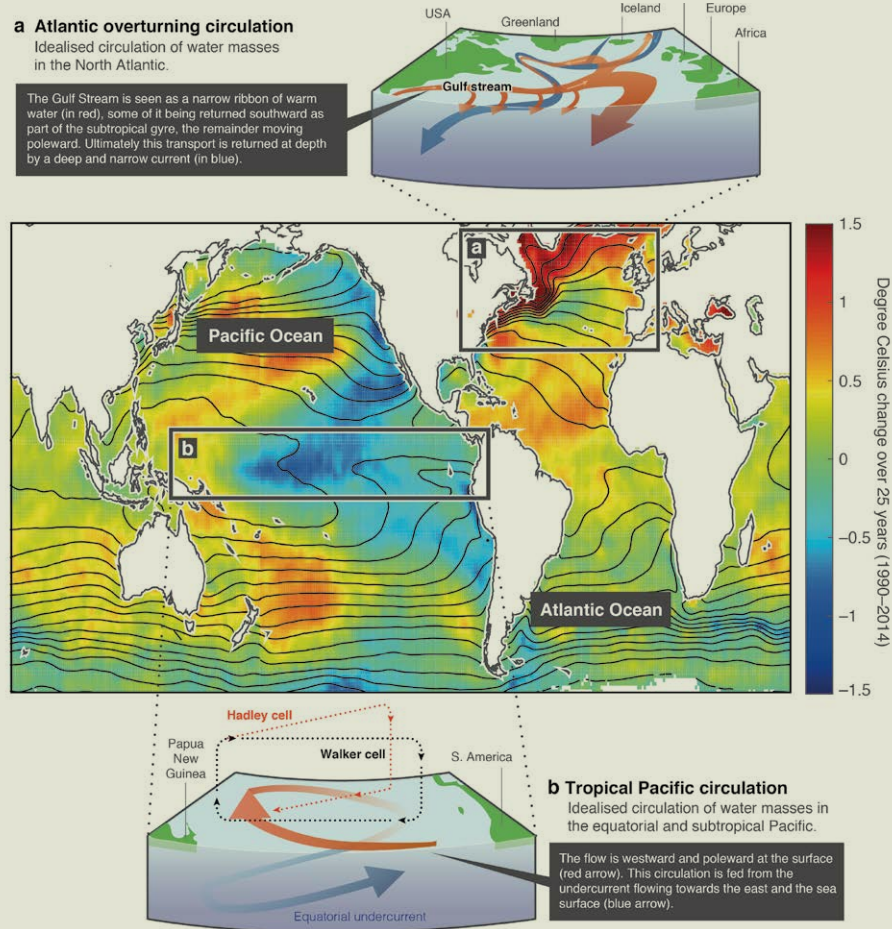 a Atlantic overturning circulation
Idealised circulation of water masses
in the North Atlantic.
The Gulf Stream is seen as a narrow ribbon of warm
water (in red), some of it being returned southward as
part of the subtropical gyre, the remainder moving
poleward. Ultimately this transport is returned at depth
by a deep and narrow current (in blue).
USA
Greenland
Iceland
Europe
Africa
Gulf stream
a
Pacific Ocean
b
Atlantic Ocean
1.5
1
0.5
0
−0.5
−1
−1.5
Degree Celsius change over 25 years (1990–2014)
Hadley cell
Walker cell
Papua
New
Guinea
S. America
Equatorial undercurrent
b Tropical Pacific circulation
Idealised circulation of water masses in
the equatorial and subtropical Pacific.
The flow is westward and poleward at the surface
(red arrow). This circulation is fed from the
undercurrent flowing towards the east and the sea
surface (blue arrow).